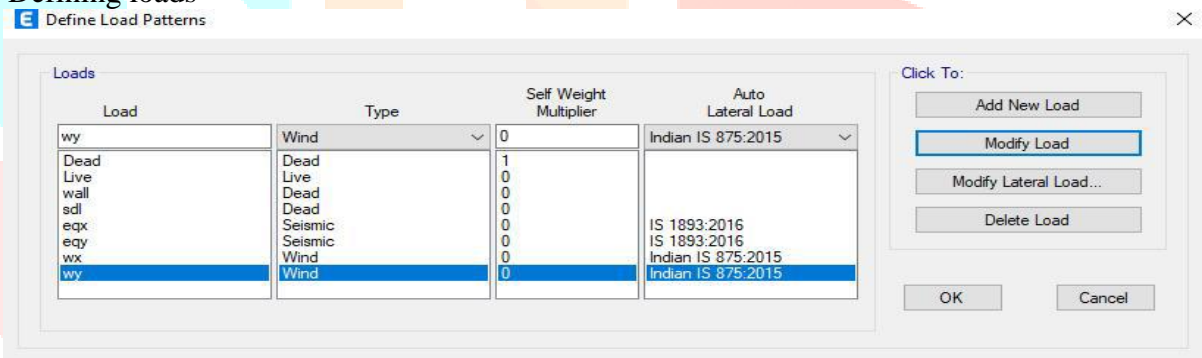 Defining loads
E Define Load Patterns
Loads
Click To:
Load Type Self Weight Multiplier Auto Lateral Load
wy Wind 0 Indian IS 875:2015
Dead Dead 1
Live Live 0
wall Dead 0
sdl Dead 0
eqx Seismic 0 IS 1893:2016
eqy Seismic 0 IS 1893:2016
wx Wind 0 Indian IS 875:2015
wy Wind 0 Indian IS 875:2015
Add New Load
Modify Load
Modify Lateral Load...
Delete Load
OK Cancel